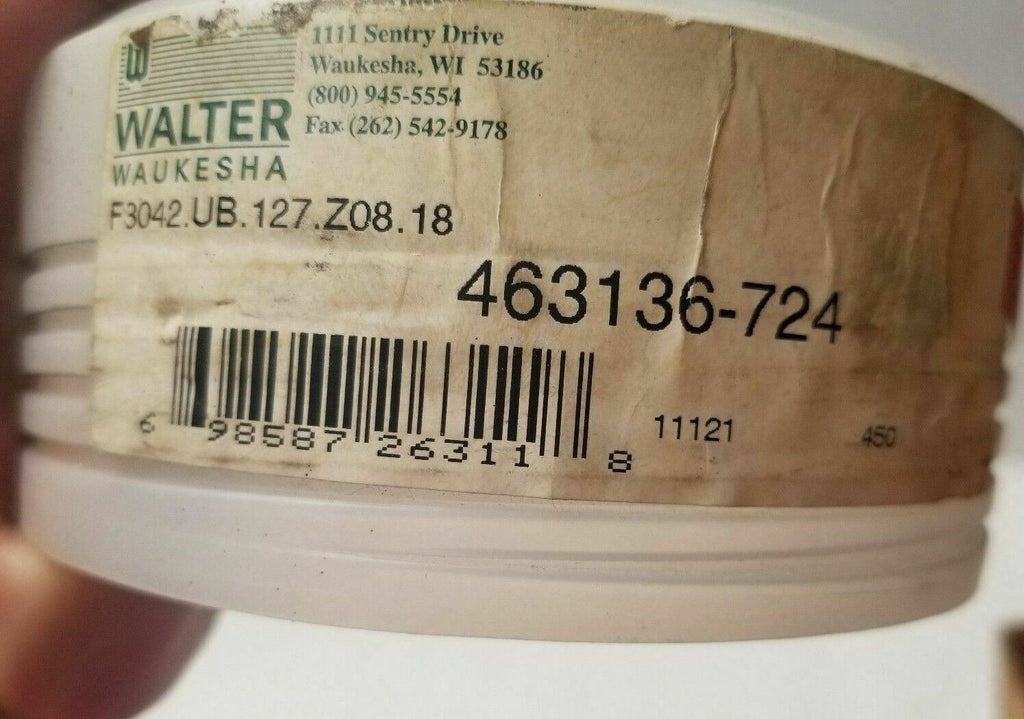 W
1111 Sentry Drive
Waukesha, WI 53186
(800) 945-5554
Fax (262) 542-9178
WALTER
WAUKESHA
F3042.UB.127.Z08.18
463136-724
6 98587 26311 8
11121
450